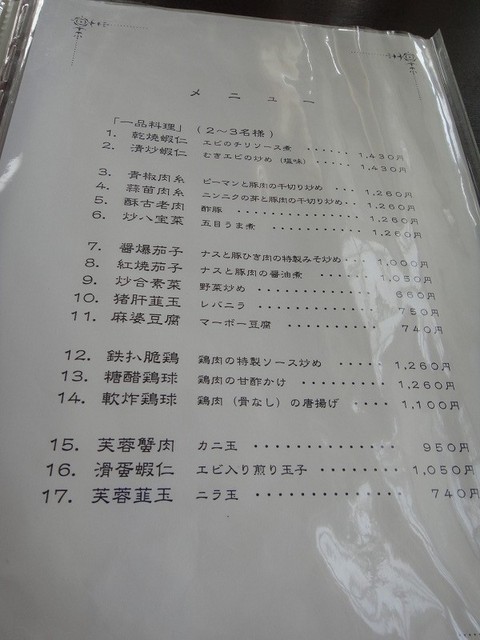 メニュー
「一品料理」(2～3名様)
1. 乾焼蝦仁 エビのチリソース煮 ・・・・・・ 1,430円
2. 清炒蝦仁 むきエビの炒め（塩味） ・・・・・ 1,430円
3. 青椒肉糸 ピーマンと豚肉の千切り炒め ・・・ 1,260円
4. 蒜苗肉糸 ニンニクの芽と豚肉の千切り炒め・ 1,260円
5. 酥古老肉 酢豚 ・・・・・・・・・・・・ 1,260円
6. 炒八宝菜 五目うま煮 ・・・・・・・・・ 1,260円
7. 醤爆茄子 ナスと豚ひき肉の特製みそ炒め・・・ 1,000円
8. 紅焼茄子 ナスと豚肉の醤油煮 ・・・・・・ 1,050円
9. 炒合素菜 野菜炒め ・・・・・・・・・・ 660円
10. 猪肝韮玉 レバニラ ・・・・・・・・・・ 750円
11. 麻婆豆腐 マーボー豆腐 ・・・・・・・・ 740円
12. 鉄扒脆鶏 鶏肉の特製ソース炒め ・・・・・ 1,260円
13. 糖醋鶏球 鶏肉の甘酢かけ ・・・・・・・・ 1,260円
14. 軟炸鶏球 鶏肉（骨なし）の唐揚げ ・・・・ 1,100円
15. 芙蓉蟹肉 カニ玉 ・・・・・・・・・・・・ 950円
16. 滑蛋蝦仁 エビ入り煎り玉子 ・・・・・・・・ 1,050円
17. 芙蓉韮玉 ニラ玉 ・・・・・・・・・・・・ 740円